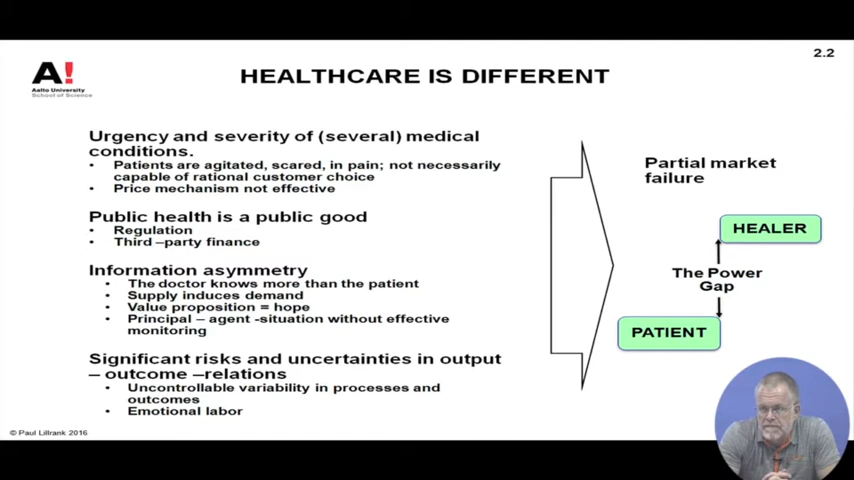 2.2
A!
Aalto University
School of Science
HEALTHCARE IS DIFFERENT
Urgency and severity of (several) medical
conditions.
• Patients are agitated, scared, in pain; not necessarily
capable of rational customer choice
• Price mechanism not effective
Public health is a public good
• Regulation
• Third –party finance
Information asymmetry
• The doctor knows more than the patient
• Supply induces demand
• Value proposition = hope
• Principal – agent -situation without effective
monitoring
Significant risks and uncertainties in output
– outcome –relations
• Uncontrollable variability in processes and
outcomes
• Emotional labor
Partial market
failure
HEALER
The Power
Gap
PATIENT
© Paul Lillrank 2016